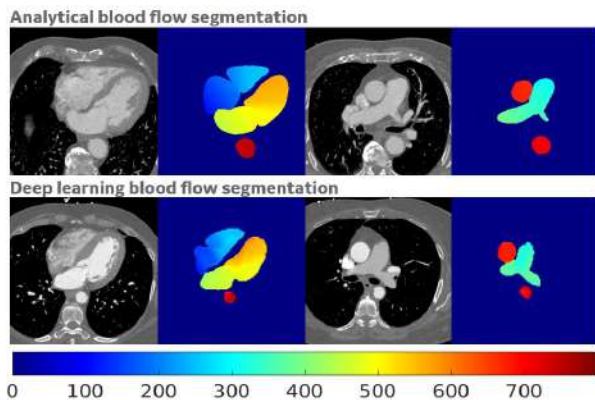 Analytical blood flow segmentation
Deep learning blood flow segmentation
0 100 200 300 400 500 600 700